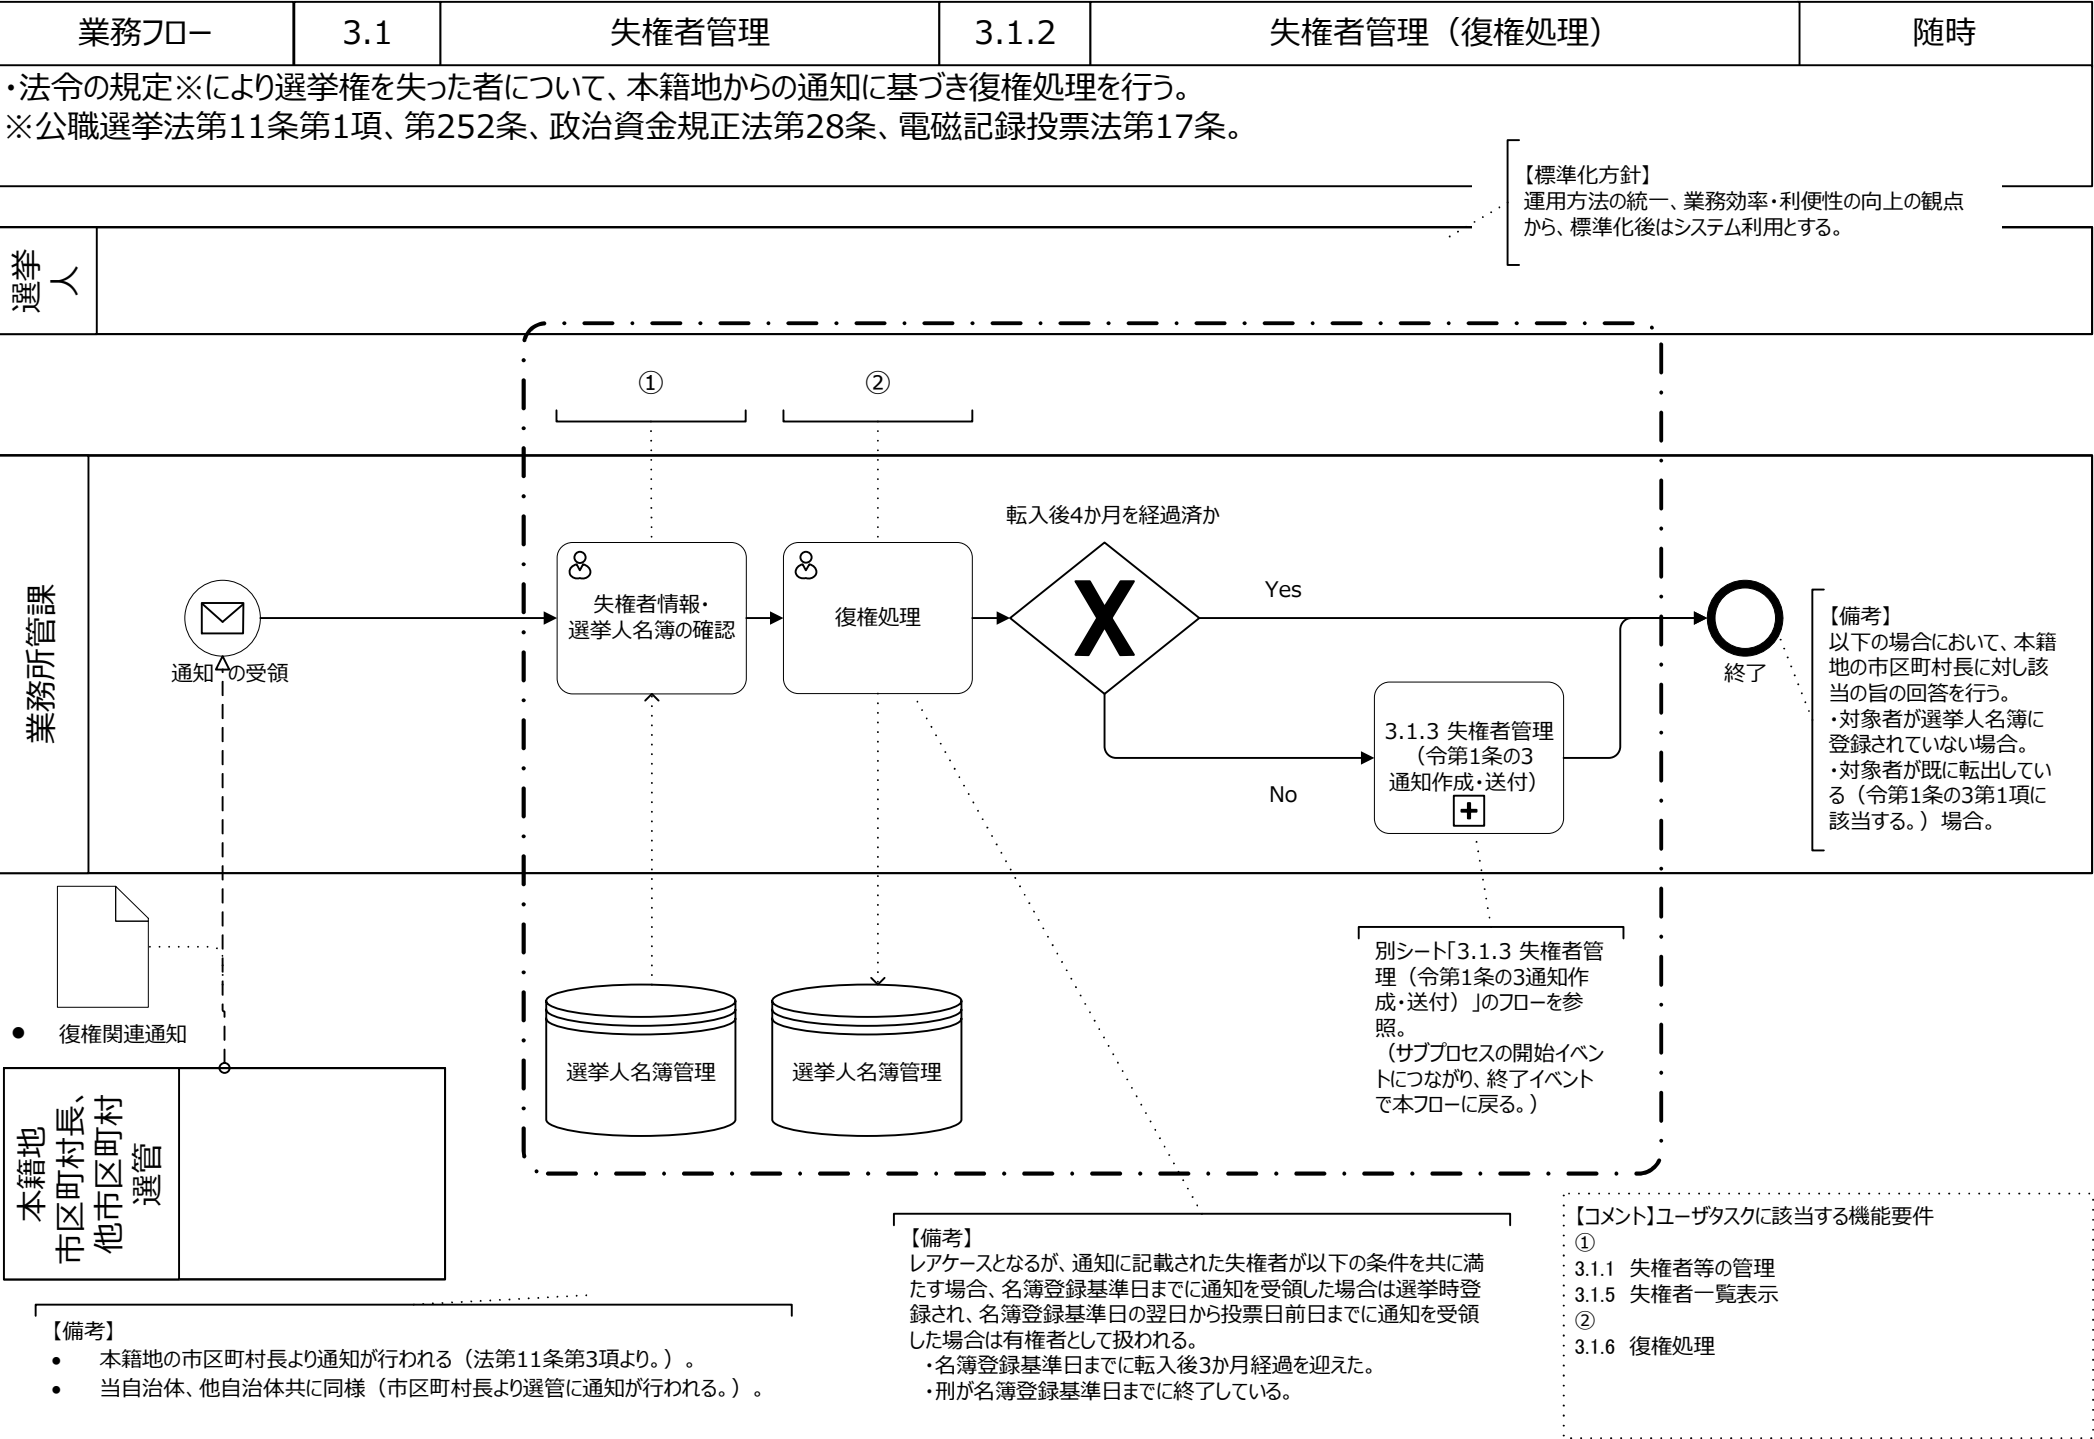 業務フロー
3.1
失権者管理
3.1.2
失権者管理（復権処理）
随時
・法令の規定※により選挙権を失った者について、本籍地からの通知に基づき復権処理を行う。
※公職選挙法第11条第1項、第252条、政治資金規正法第28条、電磁記録投票法第17条。
【標準化方針】
運用方法の統一、業務効率・利便性の向上の観点
から、標準化後はシステム利用とする。
選挙
人
①
②
業務所管課
通知の受領
失権者情報・
選挙人名簿の確認
復権処理
転入後4か月を経過済か
X
Yes
No
3.1.3 失権者管理
（令第1条の3
通知作成・送付）
終了
【備考】
以下の場合において、本籍
地の市区町村長に対し該
当の旨の回答を行う。
・対象者が選挙人名簿に
登録されていない場合。
・対象者が既に転出してい
る（令第1条の3第1項に
該当する。）場合。
● 復権関連通知
選挙人名簿管理
選挙人名簿管理
別シート「3.1.3 失権者管
理（令第1条の3通知作
成・送付）」のフローを参
照。
（サブプロセスの開始イベン
トにつながり、終了イベント
で本フローに戻る。）
本籍地
市区町村長、
他市区町村
選管
【備考】
● 本籍地の市区町村長より通知が行われる（法第11条第3項より。）。
● 当自治体、他自治体共に同様（市区町村長より選管に通知が行われる。）。
【備考】
レアケースとなるが、通知に記載された失権者が以下の条件を共に満
たす場合、名簿登録基準日までに通知を受領した場合は選挙時登
録され、名簿登録基準日の翌日から投票日前日までに通知を受領
した場合は有権者として扱われる。
・名簿登録基準日までに転入後3か月経過を迎えた。
・刑が名簿登録基準日までに終了している。
【コメント】ユーザタスクに該当する機能要件
①
3.1.1 失権者等の管理
3.1.5 失権者一覧表示
②
3.1.6 復権処理